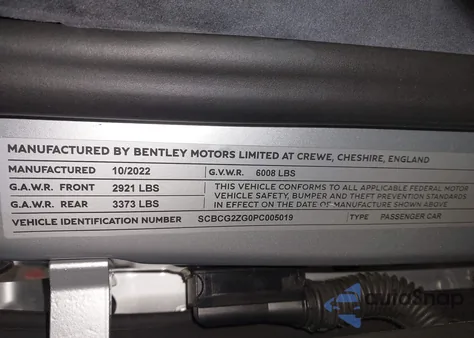 MANUFACTURED BY BENTLEY MOTORS LIMITED AT CREWE, CHESHIRE, ENGLAND
MANUFACTURED 10/2022 G.V.W.R. 6008 LBS
G.A.W.R. FRONT 2921 LBS
G.A.W.R. REAR 3373 LBS
THIS VEHICLE CONFORMS TO ALL APPLICABLE FEDERAL MOTOR
VEHICLE SAFETY, BUMPER AND THEFT PREVENTION STANDARDS
IN EFFECT ON THE DATE OF MANUFACTURE SHOWN ABOVE
VEHICLE IDENTIFICATION NUMBER SCBCG2ZG0PC005019 TYPE PASSENGER CAR
autoSnap